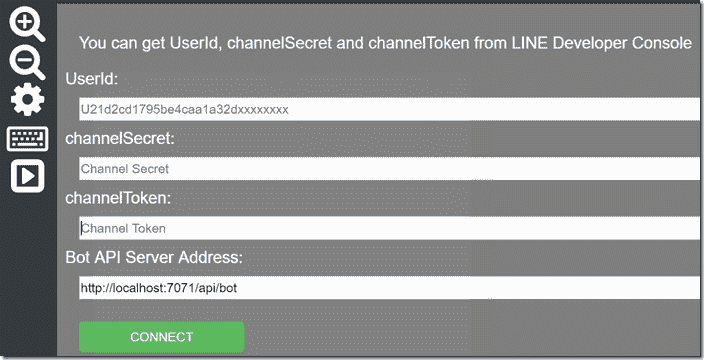 You can get UserId, channelSecret and channelToken from LINE Developer Console
UserId:
U21d2cd1795be4caa1a32dxxxxxxxx
channelSecret:
Channel Secret
channelToken:
Channel Token
Bot API Server Address:
http://localhost:7071/api/bot
CONNECT